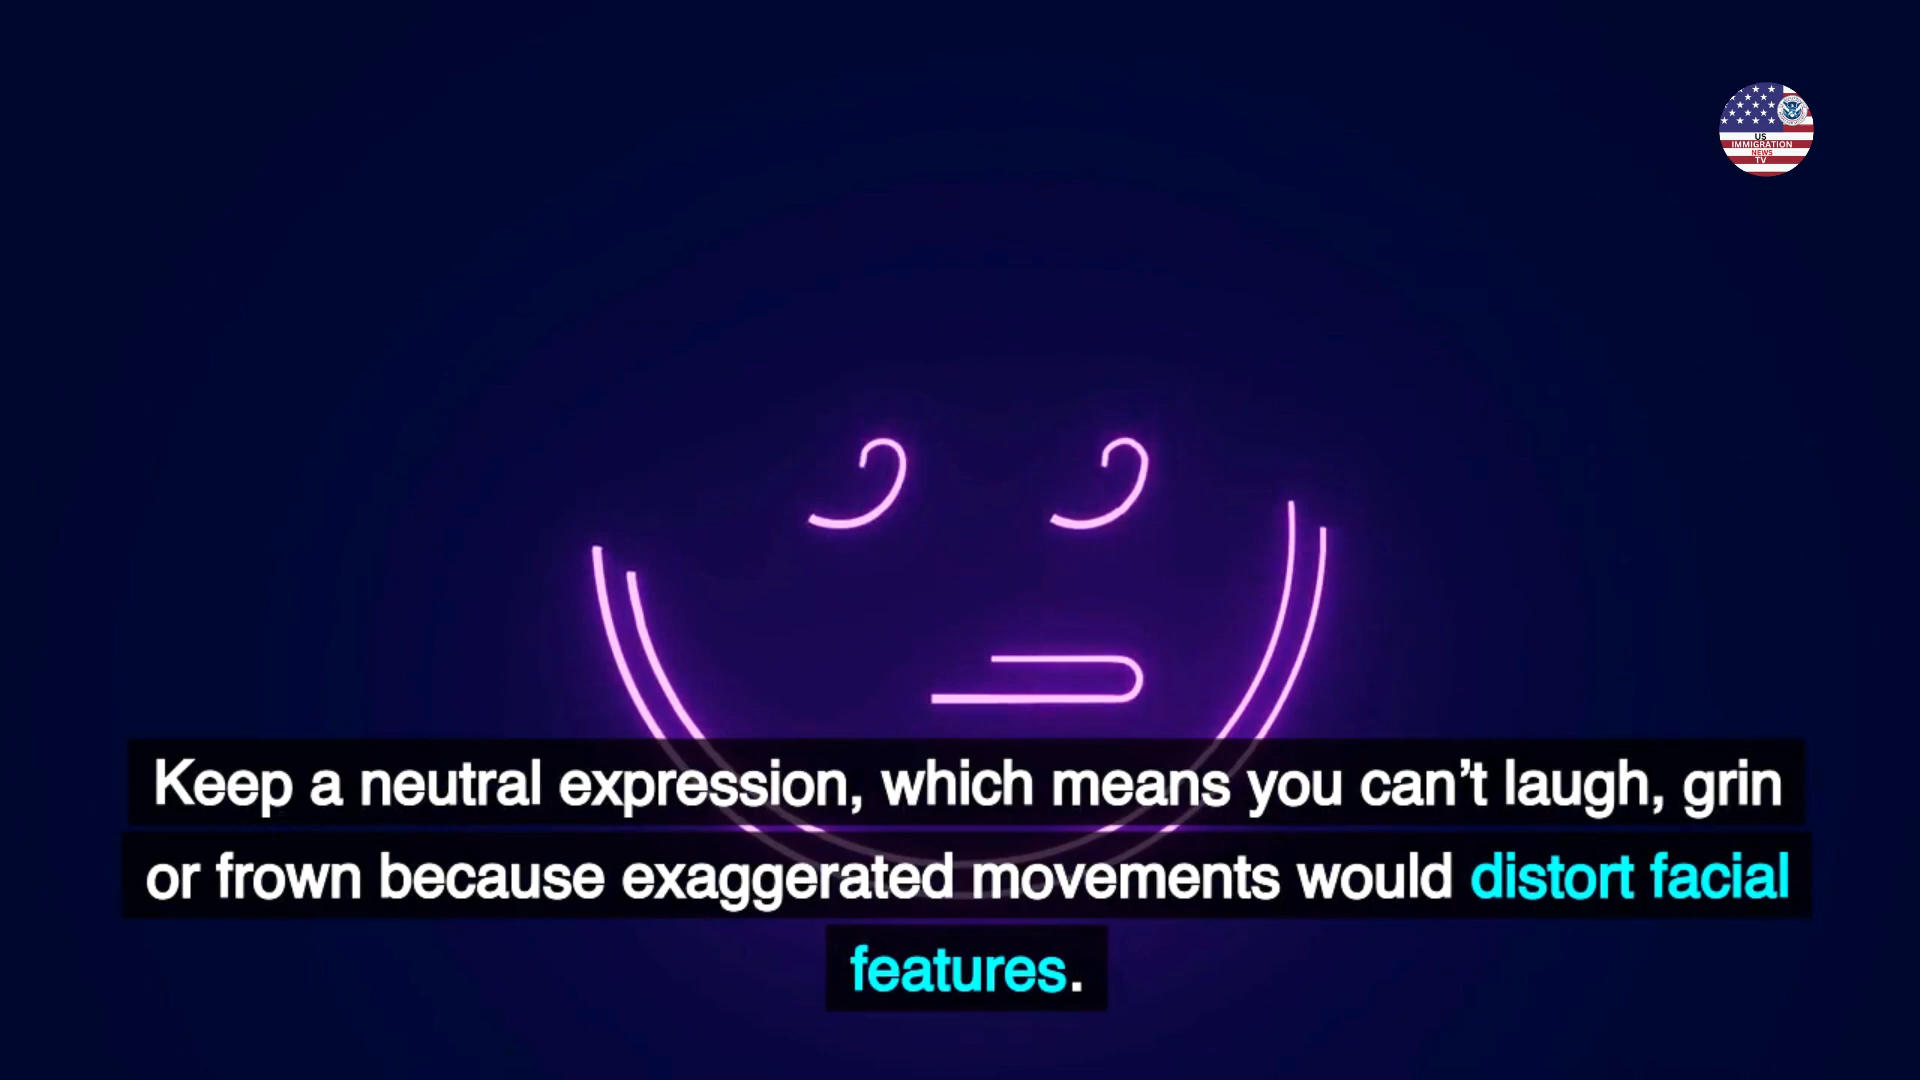 US
IMMIGRATION
NEWS
TV
Keep a neutral expression, which means you can’t laugh, grin
or frown because exaggerated movements would distort facial
features.